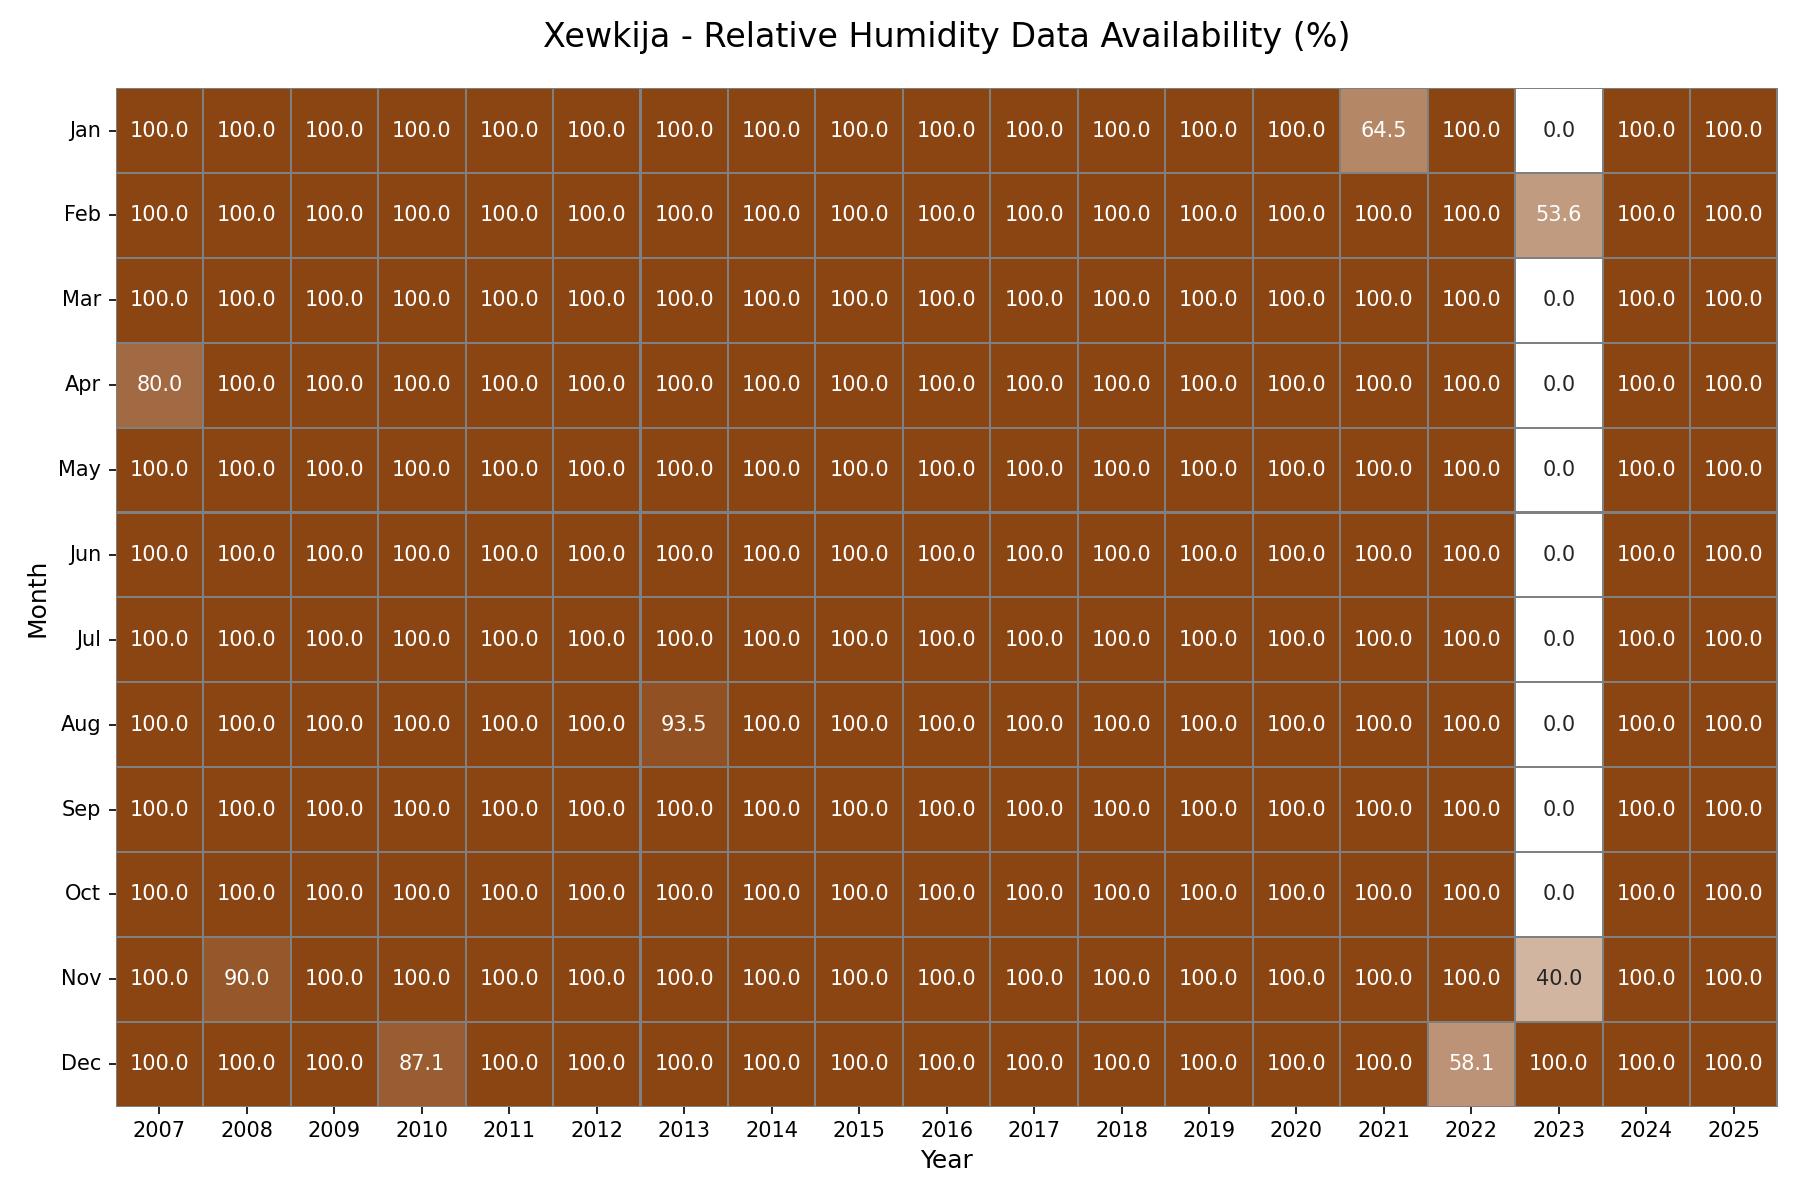 Xewkija - Relative Humidity Data Availability (%)
Jan 100.0 100.0 100.0 100.0 100.0 100.0 100.0 100.0 100.0 100.0 100.0 100.0 100.0 100.0 64.5 100.0 0.0 100.0 100.0
Feb 100.0 100.0 100.0 100.0 100.0 100.0 100.0 100.0 100.0 100.0 100.0 100.0 100.0 100.0 100.0 100.0 53.6 100.0 100.0
Mar 100.0 100.0 100.0 100.0 100.0 100.0 100.0 100.0 100.0 100.0 100.0 100.0 100.0 100.0 100.0 100.0 0.0 100.0 100.0
Apr 80.0 100.0 100.0 100.0 100.0 100.0 100.0 100.0 100.0 100.0 100.0 100.0 100.0 100.0 100.0 100.0 0.0 100.0 100.0
May 100.0 100.0 100.0 100.0 100.0 100.0 100.0 100.0 100.0 100.0 100.0 100.0 100.0 100.0 100.0 100.0 0.0 100.0 100.0
Jun 100.0 100.0 100.0 100.0 100.0 100.0 100.0 100.0 100.0 100.0 100.0 100.0 100.0 100.0 100.0 100.0 0.0 100.0 100.0
Jul 100.0 100.0 100.0 100.0 100.0 100.0 100.0 100.0 100.0 100.0 100.0 100.0 100.0 100.0 100.0 100.0 0.0 100.0 100.0
Aug 100.0 100.0 100.0 100.0 100.0 100.0 93.5 100.0 100.0 100.0 100.0 100.0 100.0 100.0 100.0 100.0 0.0 100.0 100.0
Sep 100.0 100.0 100.0 100.0 100.0 100.0 100.0 100.0 100.0 100.0 100.0 100.0 100.0 100.0 100.0 100.0 0.0 100.0 100.0
Oct 100.0 100.0 100.0 100.0 100.0 100.0 100.0 100.0 100.0 100.0 100.0 100.0 100.0 100.0 100.0 100.0 0.0 100.0 100.0
Nov 100.0 90.0 100.0 100.0 100.0 100.0 100.0 100.0 100.0 100.0 100.0 100.0 100.0 100.0 100.0 100.0 40.0 100.0 100.0
Dec 100.0 100.0 100.0 87.1 100.0 100.0 100.0 100.0 100.0 100.0 100.0 100.0 100.0 100.0 100.0 58.1 100.0 100.0 100.0
2007 2008 2009 2010 2011 2012 2013 2014 2015 2016 2017 2018 2019 2020 2021 2022 2023 2024 2025
Year
Month